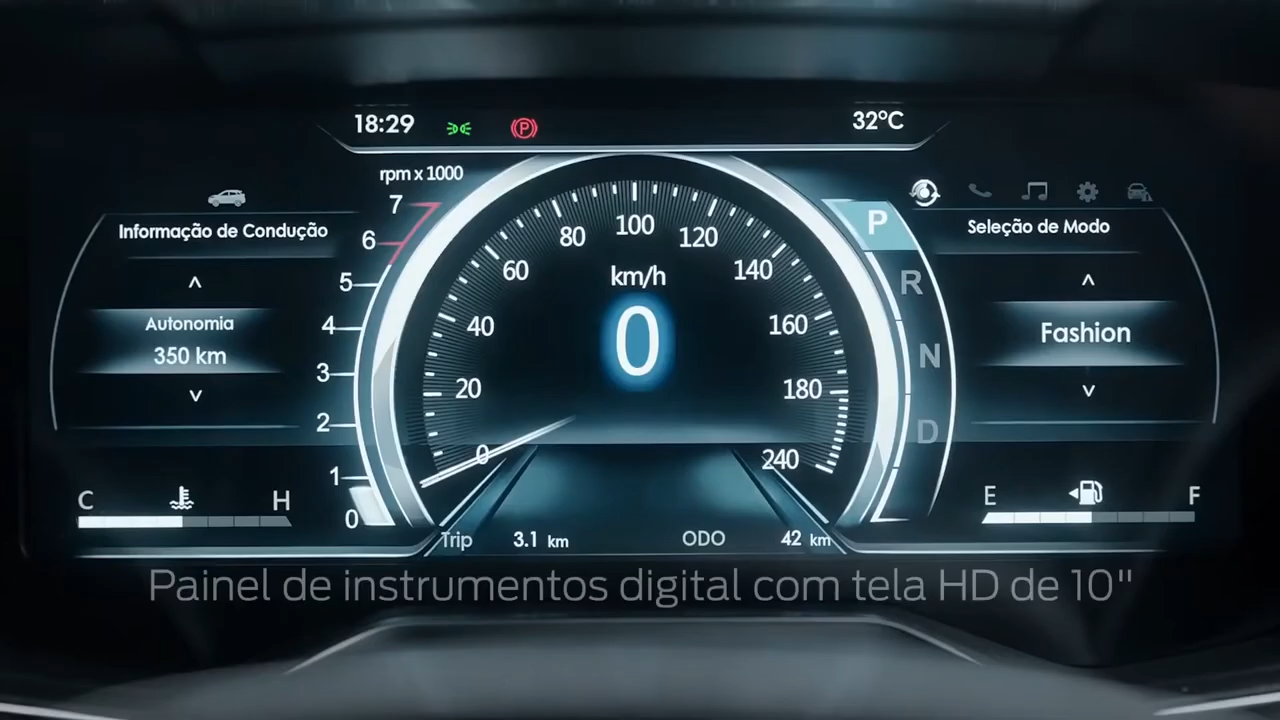 18:29
P
32°C
rpm x 1000
7
6
5
4
3
2
1
0
Informação de Condução
Autonomia
350 km
C
H
0
20
40
60
80
100
120
140
160
180
240
km/h
0
P
R
N
D
Seleção de Modo
Fashion
E
F
Trip 3.1 km
ODO 42 km
Painel de instrumentos digital com tela HD de 10"